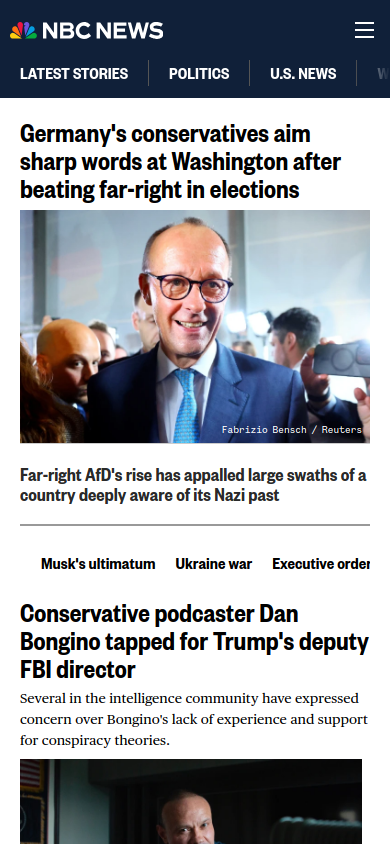 NBC NEWS
LATEST STORIES
POLITICS
U.S. NEWS
Germany's conservatives aim
sharp words at Washington after
beating far-right in elections
Fabrizio Bensch / Reuters
Far-right AfD's rise has appalled large swaths of a
country deeply aware of its Nazi past
Musk's ultimatum
Ukraine war
Executive order
Conservative podcaster Dan
Bongino tapped for Trump's deputy
FBI director
Several in the intelligence community have expressed
concern over Bongino's lack of experience and support
for conspiracy theories.